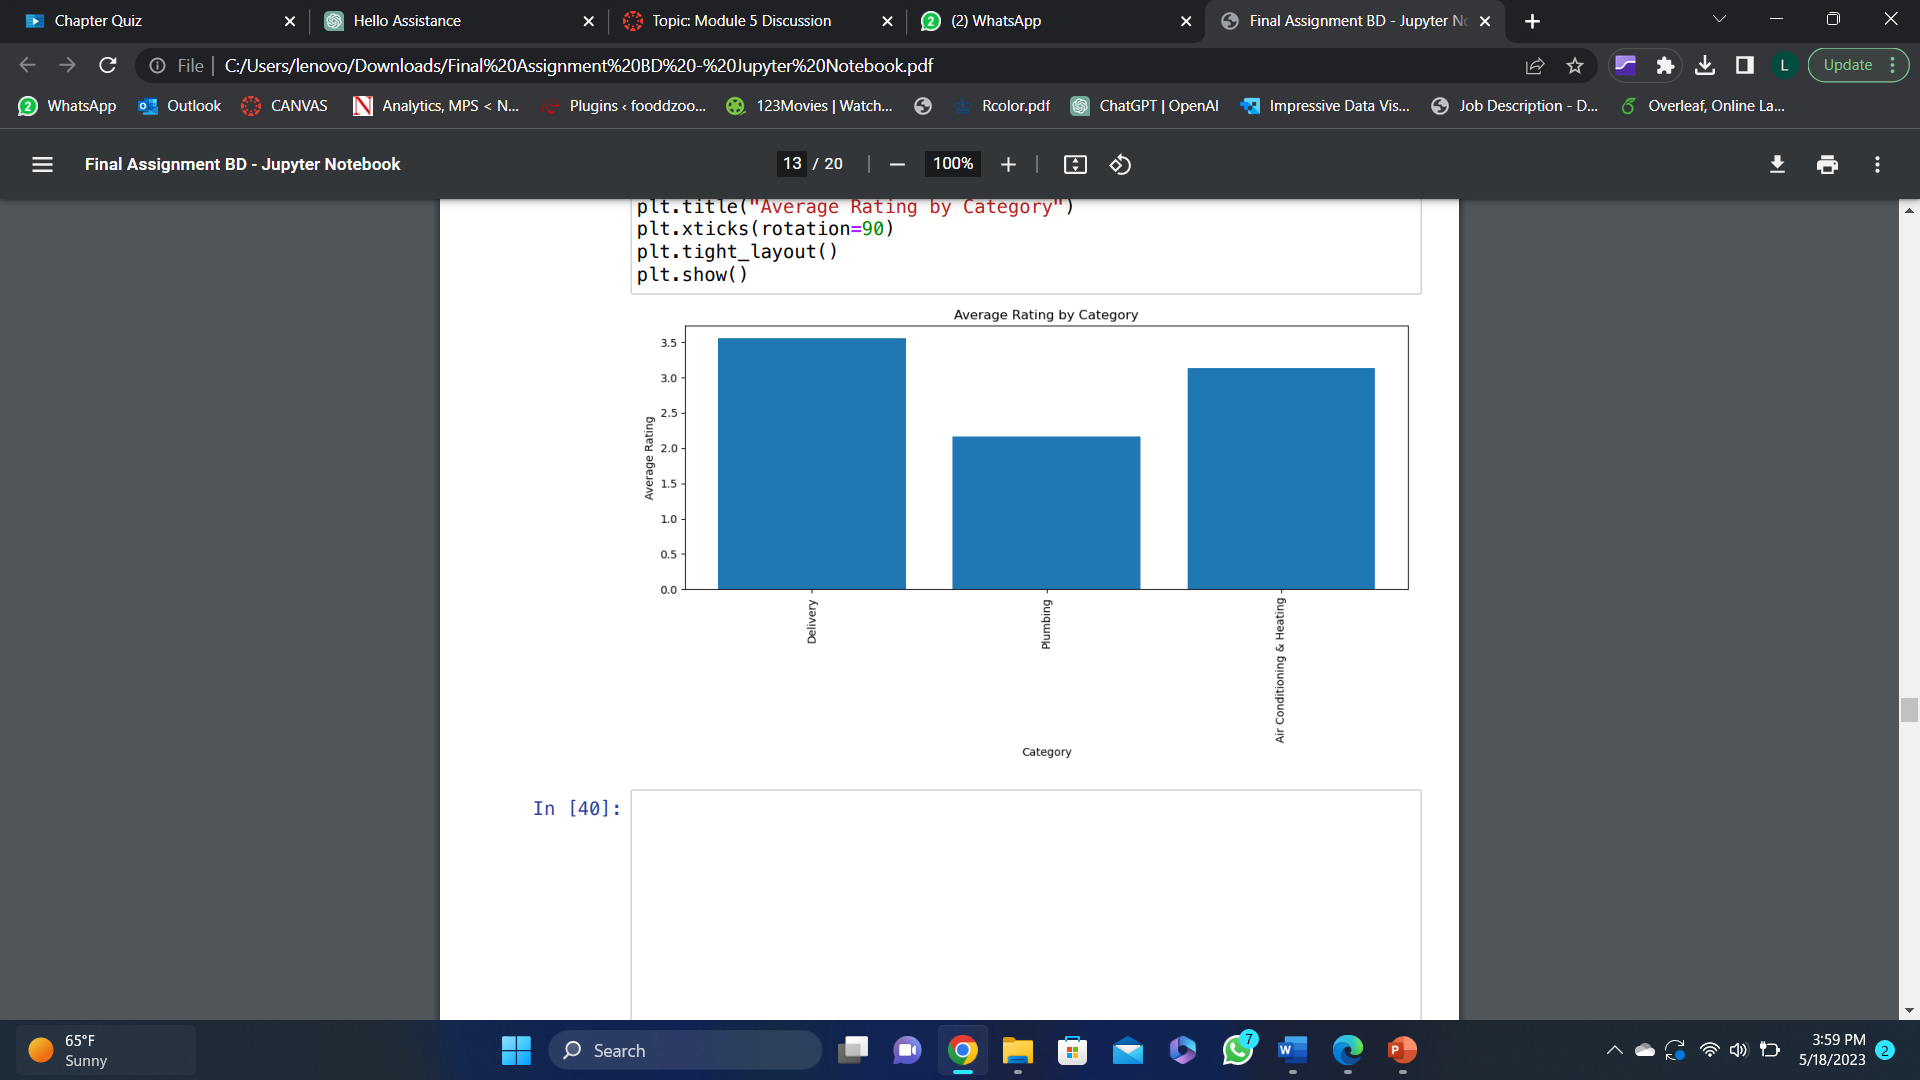 Chapter Quiz
Hello Assistance
Topic: Module 5 Discussion
(2) WhatsApp
Final Assignment BD - Jupyter No
File | C:/Users/lenovo/Downloads/Final%20Assignment%20BD%20-%20Jupyter%20Notebook.pdf
L
Update
WhatsApp
Outlook
CANVAS
Analytics, MPS < N...
Plugins ‹ fooddzoo...
123Movies | Watch...
Rcolor.pdf
ChatGPT | OpenAI
Impressive Data Vis...
Job Description - D...
Overleaf, Online La...
Final Assignment BD - Jupyter Notebook
13 / 20
100%
plt.title("Average Rating by Category")
plt.xticks(rotation=90)
plt.tight_layout()
plt.show()
Average Rating by Category
3.5
3.0
2.5
2.0
1.5
1.0
0.5
0.0
Average Rating
Delivery
Plumbing
Air Conditioning & Heating
Category
In [40]:
65°F
Sunny
Search
7
3:59 PM
5/18/2023
2